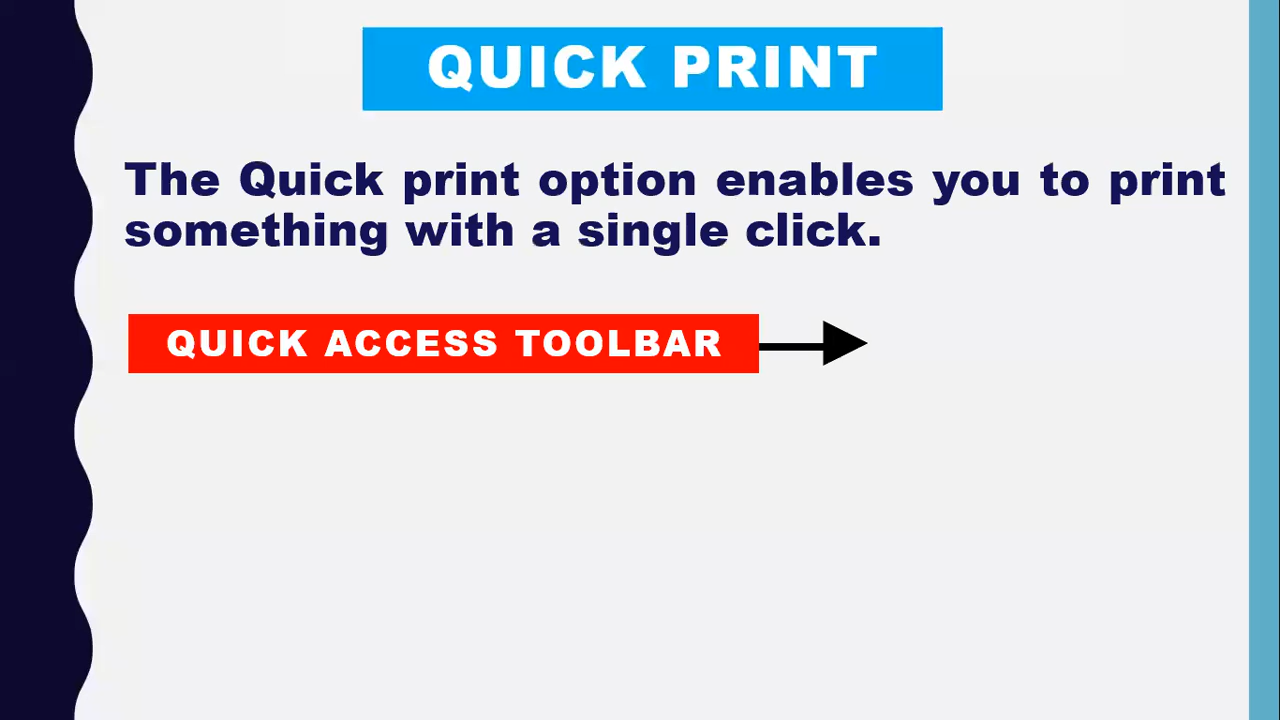 QUICK PRINT
The Quick print option enables you to print
something with a single click.
QUICK ACCESS TOOLBAR